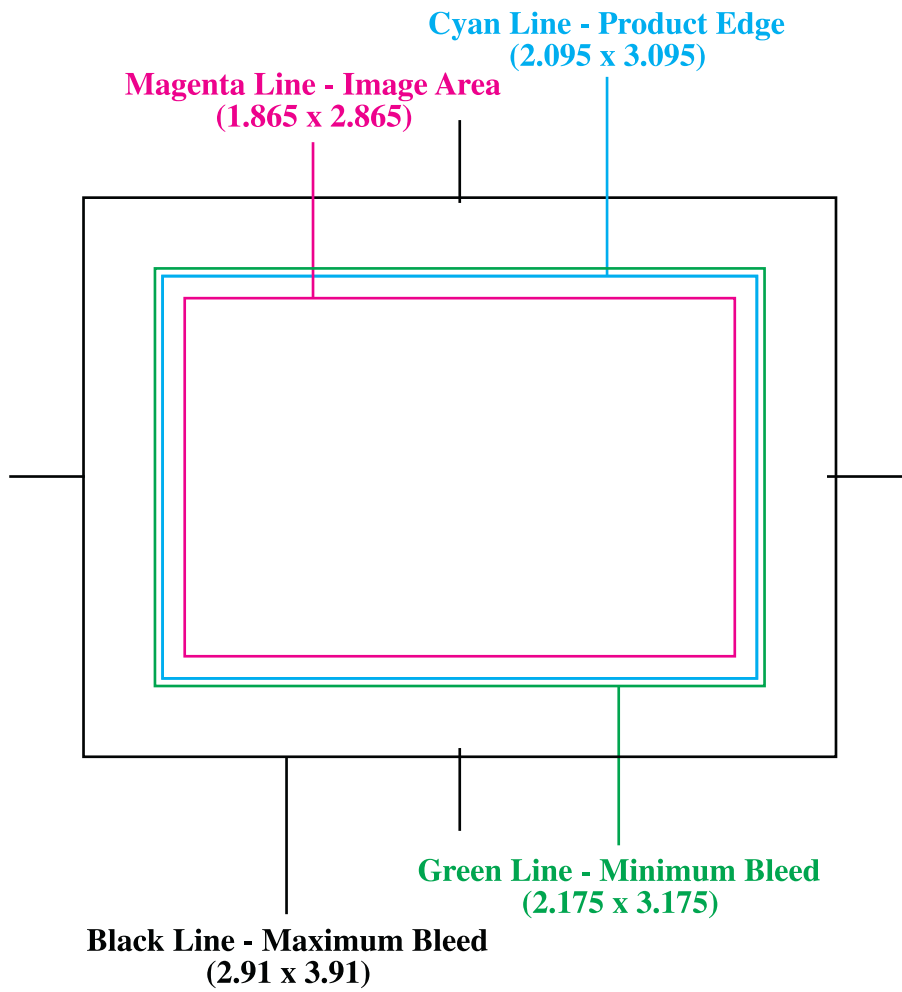 Cyan Line - Product Edge
(2.095 x 3.095)
Magenta Line - Image Area
(1.865 x 2.865)
Green Line - Minimum Bleed
(2.175 x 3.175)
Black Line - Maximum Bleed
(2.91 x 3.91)